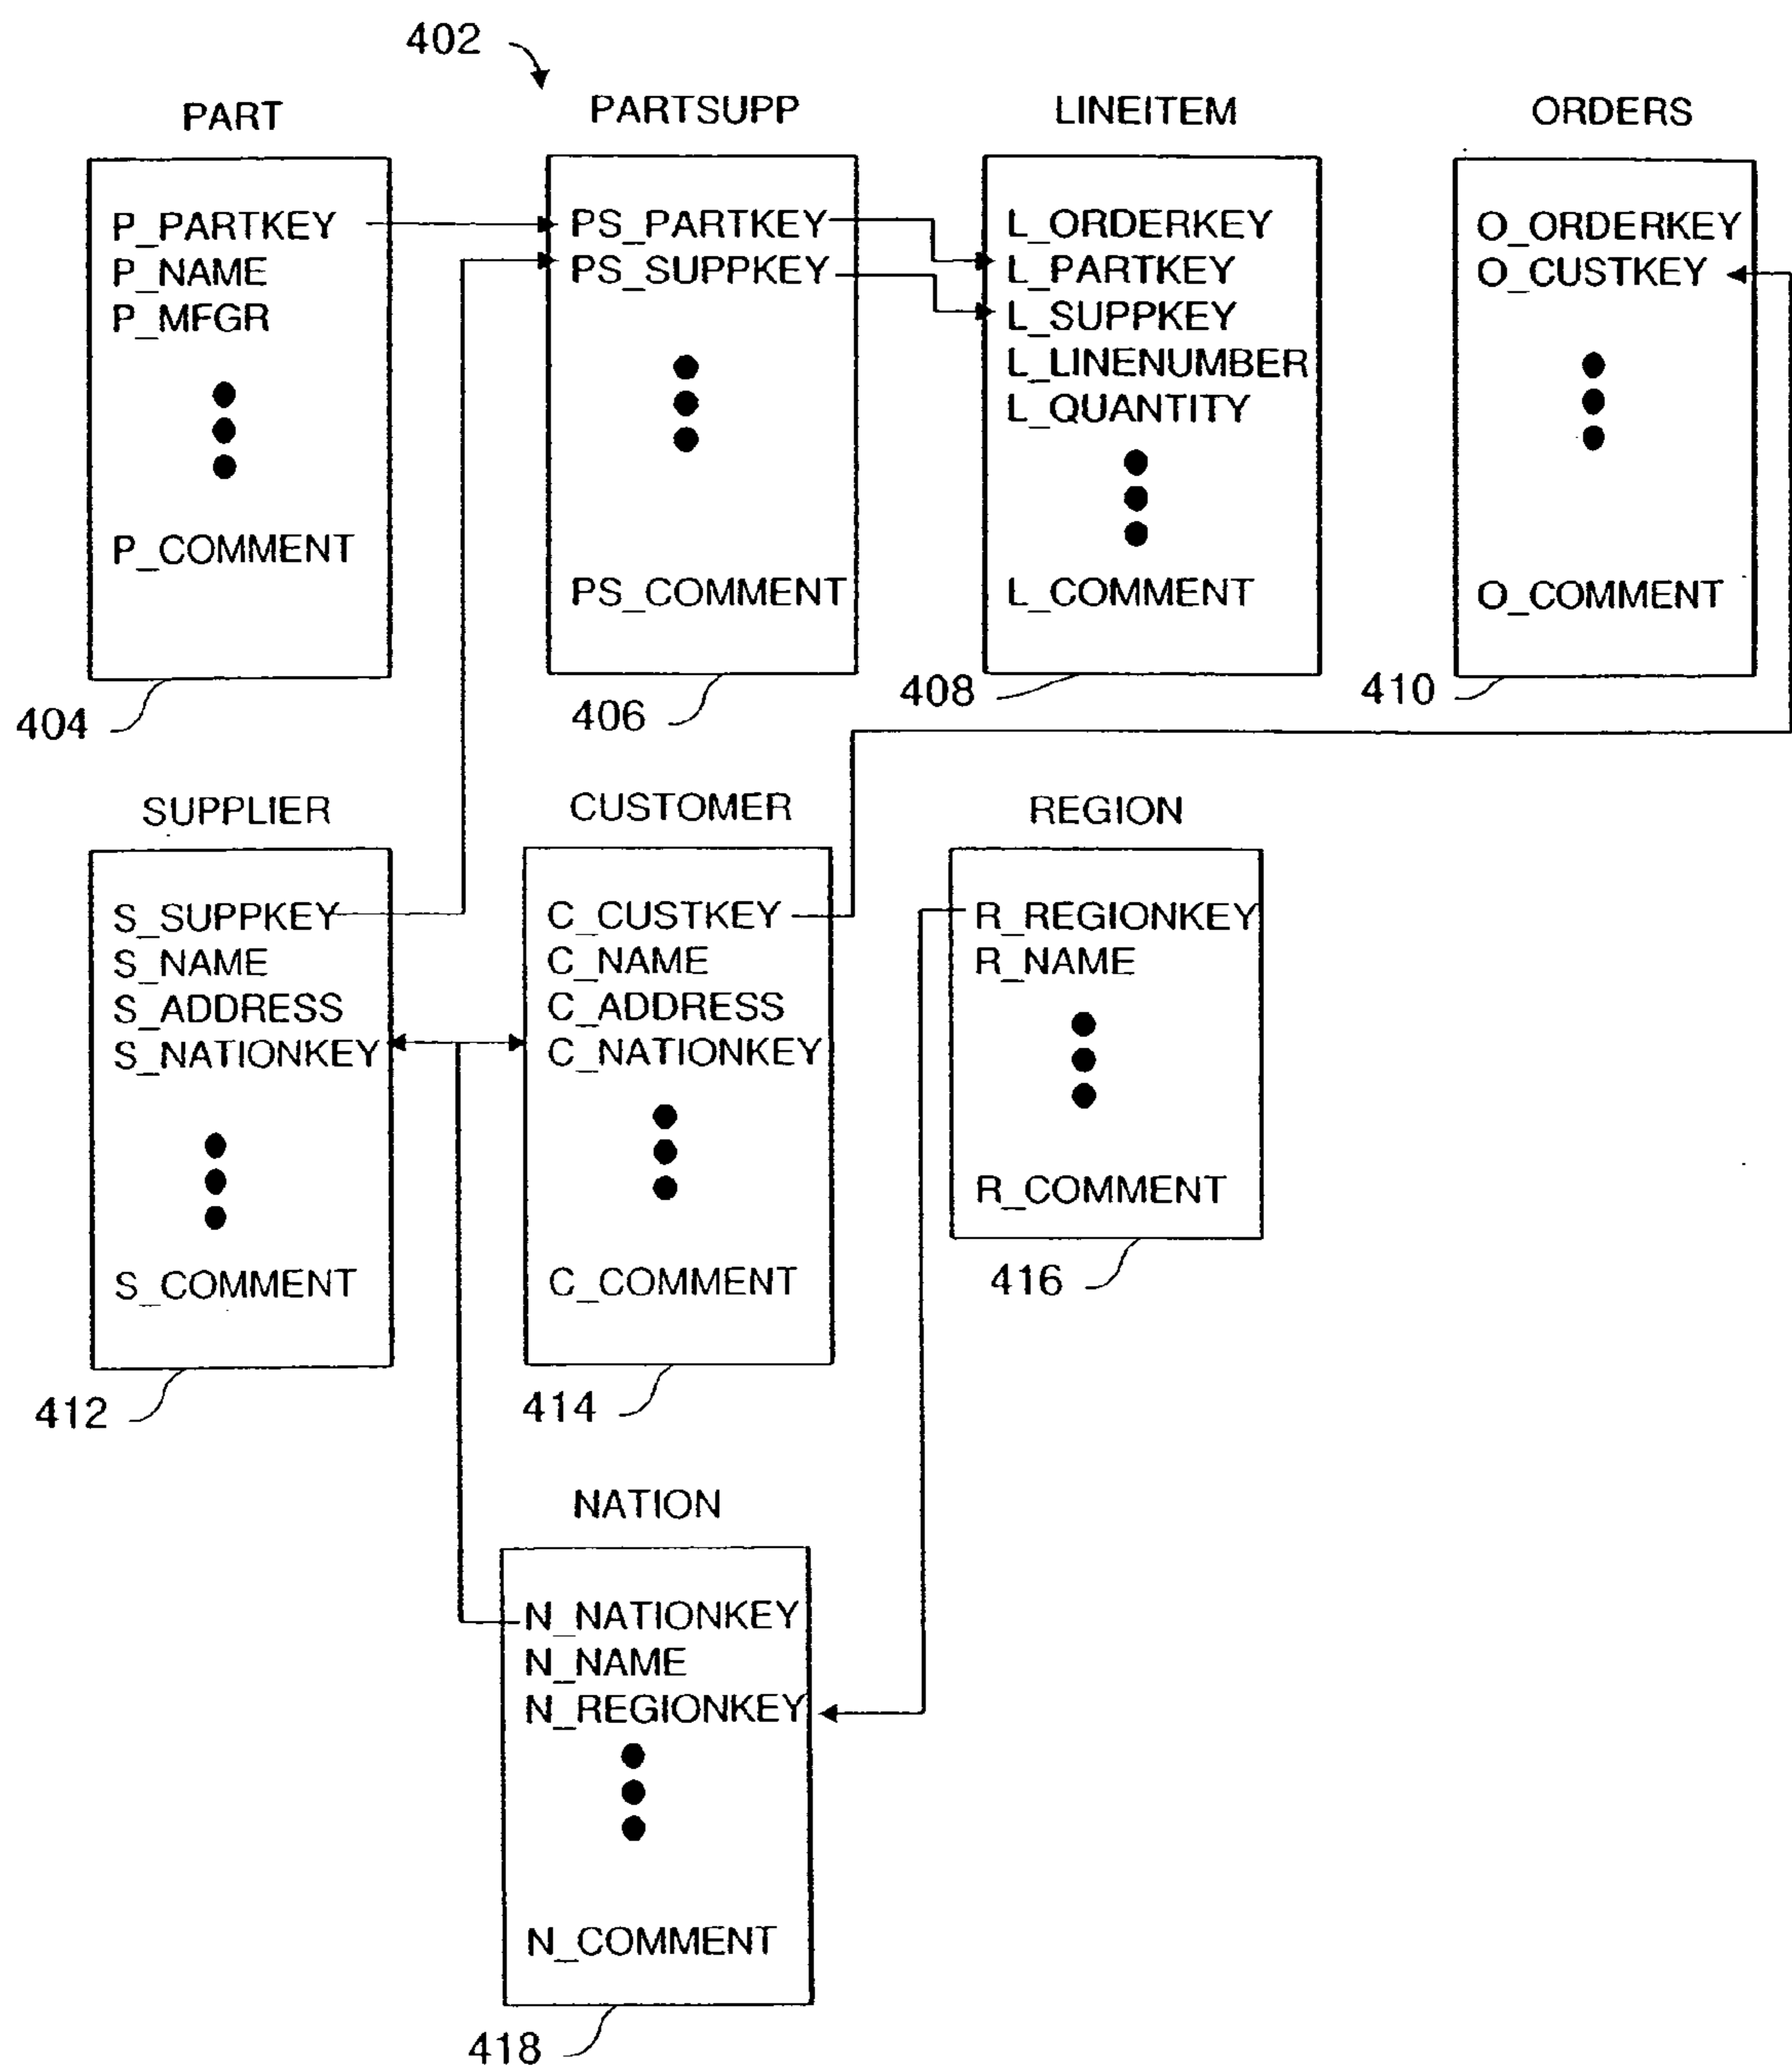 402
PART
P_PARTKEY
P_NAME
P_MFGR
P_COMMENT
404
PARTSUPP
PS_PARTKEY
PS_SUPPKEY
PS_COMMENT
406
LINEITEM
L_ORDERKEY
L_PARTKEY
L_SUPPKEY
L_LINENUMBER
L_QUANTITY
L_COMMENT
408
ORDERS
O_ORDERKEY
O_CUSTKEY
O_COMMENT
410
SUPPLIER
S_SUPPKEY
S_NAME
S_ADDRESS
S_NATIONKEY
S_COMMENT
412
CUSTOMER
C_CUSTKEY
C_NAME
C_ADDRESS
C_NATIONKEY
C_COMMENT
414
REGION
R_REGIONKEY
R_NAME
R_COMMENT
416
NATION
N_NATIONKEY
N_NAME
N_REGIONKEY
N_COMMENT
418